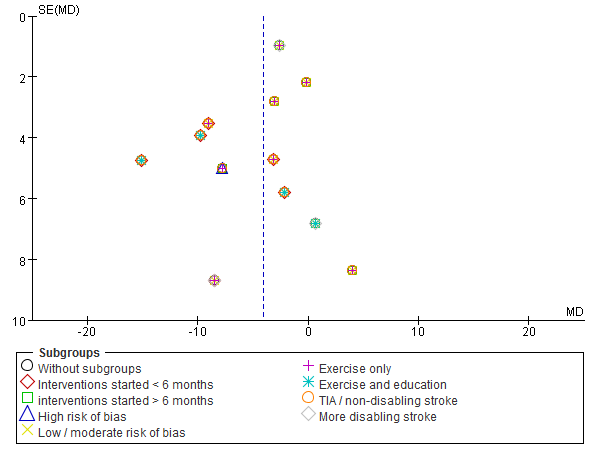 0
SE(MD)
2
4
6
8
10
MD
-20
-10
0
10
20
Subgroups
Without subgroups
Interventions started < 6 months
interventions started > 6 months
High risk of bias
Low / moderate risk of bias
Exercise only
Exercise and education
TIA / non-disabling stroke
More disabling stroke